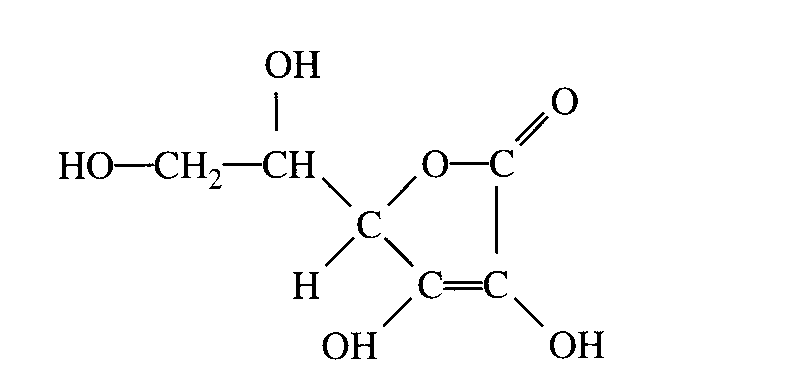 OH
O
HO—CH₂—CH O—C
C
H C=C
OH OH